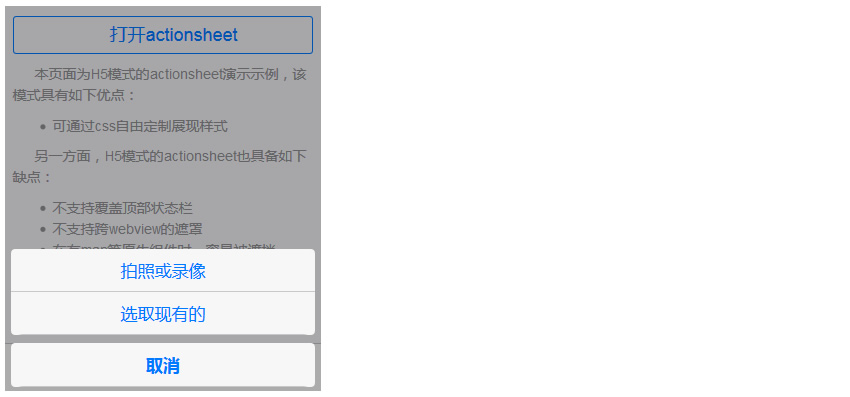 打开actionsheet
本页面为H5模式的actionsheet演示示例，该
模式具有如下优点：
• 可通过css自由定制展现样式
另一方面，H5模式的actionsheet也具备如下
缺点：
• 不支持覆盖顶部状态栏
• 不支持跨webview的遮罩
拍照或录像
选取现有的
取消